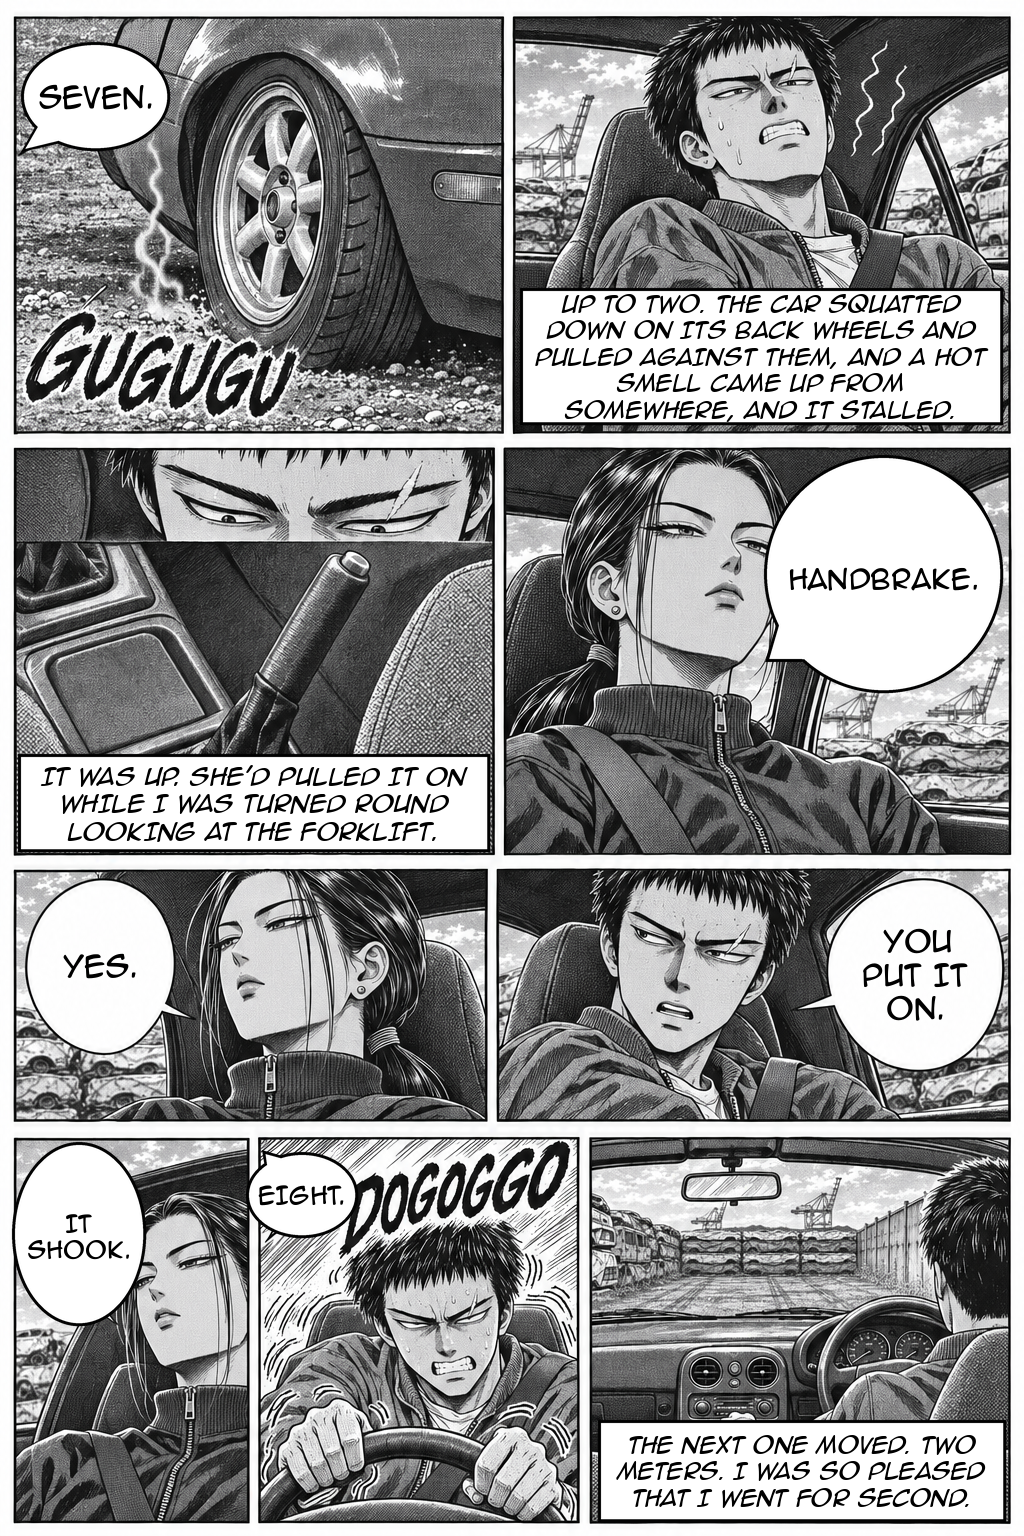 SEVEN.
GUGUGU
UP TO TWO. THE CAR SQUATTED
DOWN ON ITS BACK WHEELS AND
PULLED AGAINST THEM, AND A HOT
SMELL CAME UP FROM
SOMEWHERE, AND IT STALLED.
IT WAS UP. SHE'D PULLED IT ON
WHILE I WAS TURNED ROUND
LOOKING AT THE FORKLIFT.
HANDBRAKE.
YES.
YOU
PUT IT
ON.
IT
SHOOK.
EIGHT.
DOGOGGO
THE NEXT ONE MOVED. TWO
METERS. I WAS SO PLEASED
THAT I WENT FOR SECOND.